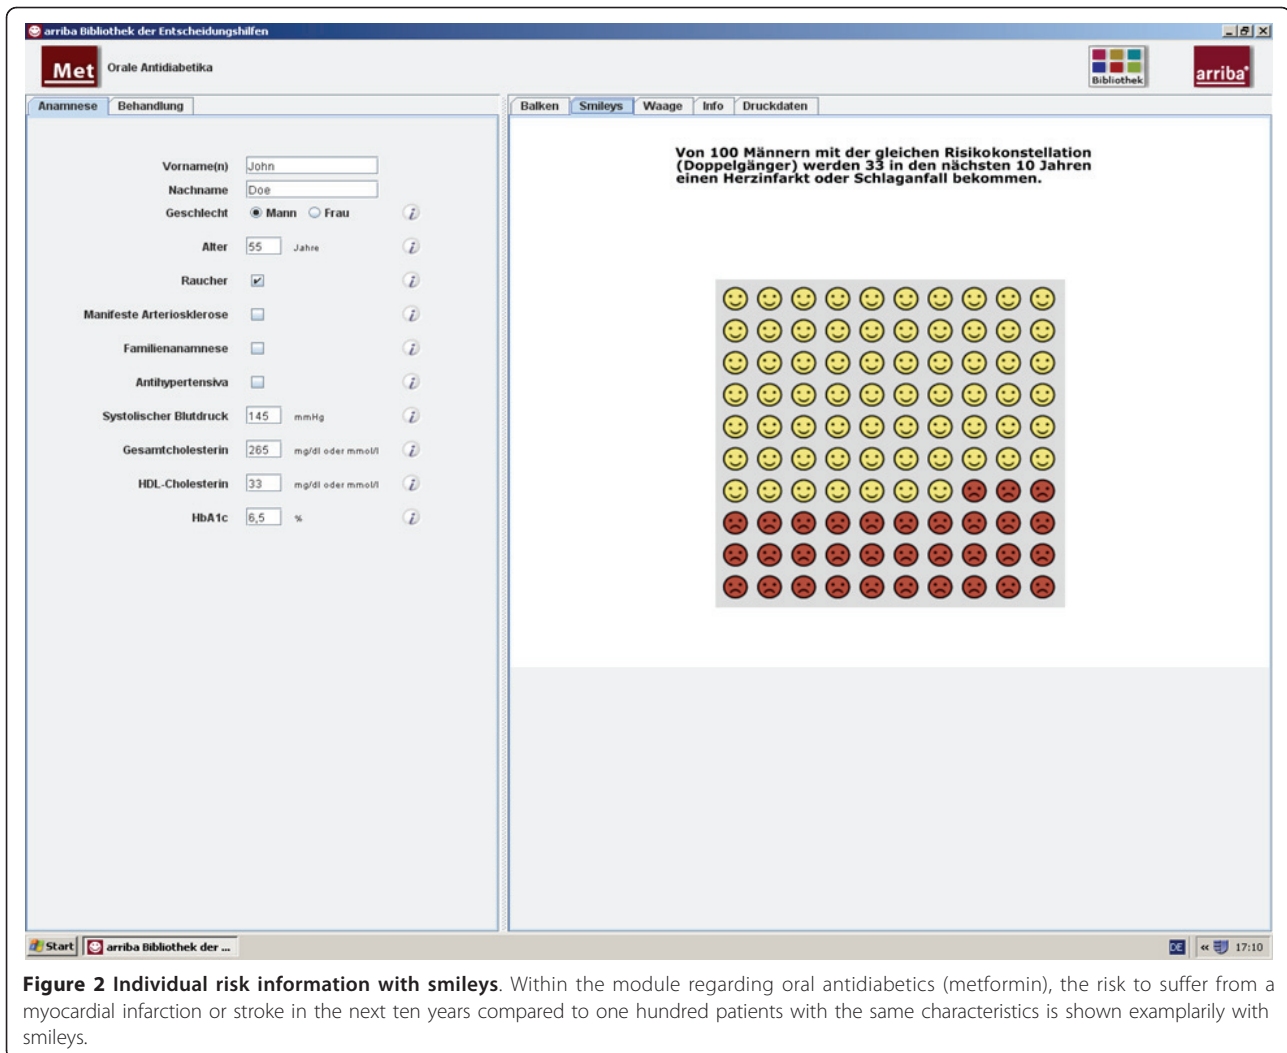 arriba Bibliothek der Entscheidungshilfen
Met Orale Antidiabetika
Bibliothek
arriba
Anamnese Behandlung
Balken Smileys Waage Info Druckdaten
Vorname(n) John
Nachname Doe
Geschlecht Mann Frau
Alter 55 Jahre
Raucher
Manifeste Arteriosklerose
Familienanamnese
Antihypertensiva
Systolischer Blutdruck 145 mmHg
Gesamtcholesterin 265 mg/dl oder mmol/l
HDL-Cholesterin 33 mg/dl oder mmol/l
HbA1c 6,5 %
Von 100 Männern mit der gleichen Risikokonstellation
(Doppelgänger) werden 33 in den nächsten 10 Jahren
einen Herzinfarkt oder Schlaganfall bekommen.
Start arriba Bibliothek der ...
DE « 17:10
Figure 2 Individual risk information with smileys. Within the module regarding oral antidiabetics (metformin), the risk to suffer from a
myocardial infarction or stroke in the next ten years compared to one hundred patients with the same characteristics is shown examplarily with
smileys.